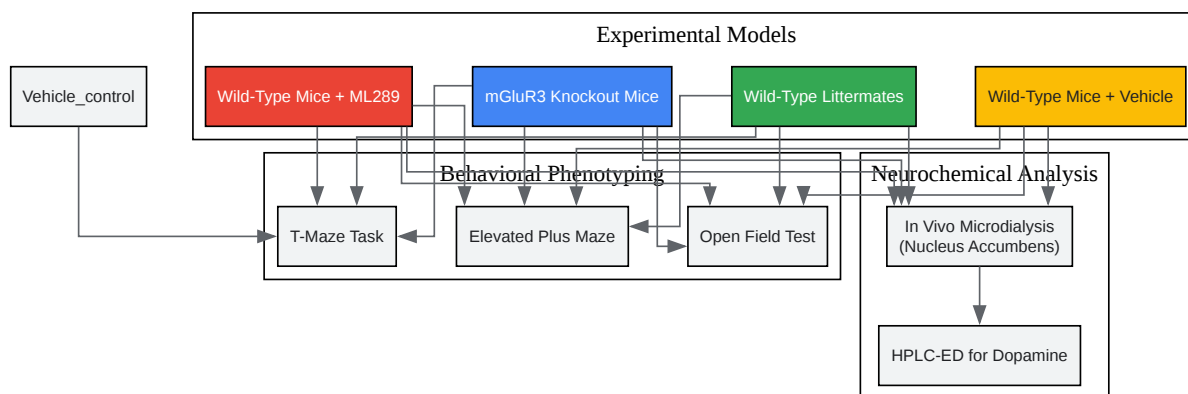 Experimental Models
Vehicle_control
Wild-Type Mice + ML289
mGluR3 Knockout Mice
Wild-Type Littermates
Wild-Type Mice + Vehicle
Behavioral Phenotyping
Neurochemical Analysis
T-Maze Task
Elevated Plus Maze
Open Field Test
In Vivo Microdialysis
(Nucleus Accumbens)
HPLC-ED for Dopamine